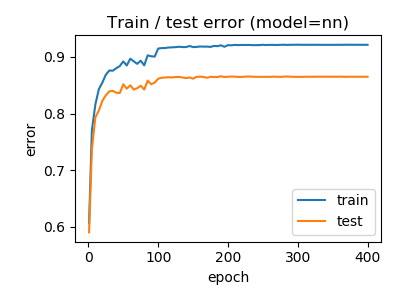 Train / test error (model=nn)
error
0.9
0.8
0.7
0.6
train
test
0
100
200
300
400
epoch